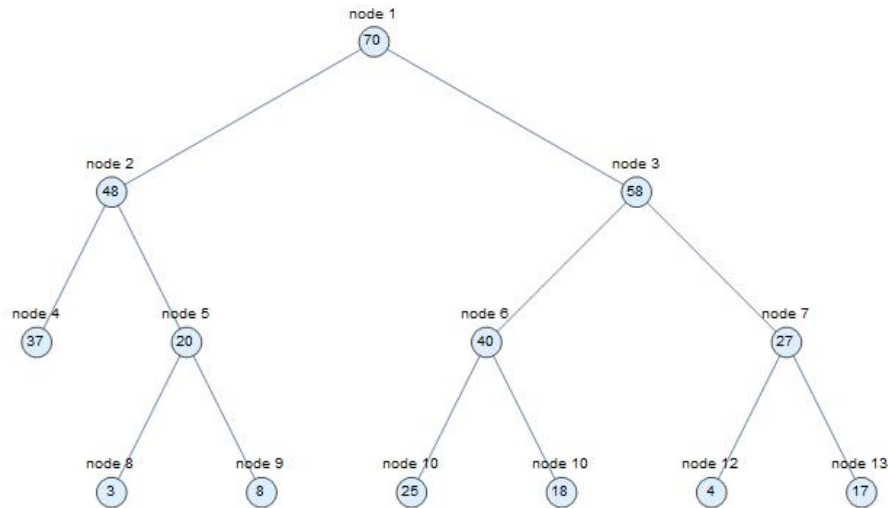 node 1
70
node 2
48
node 3
58
node 4
37
node 5
20
node 6
40
node 7
27
node 8
3
node 9
8
node 10
25
node 10
18
node 12
4
node 13
17